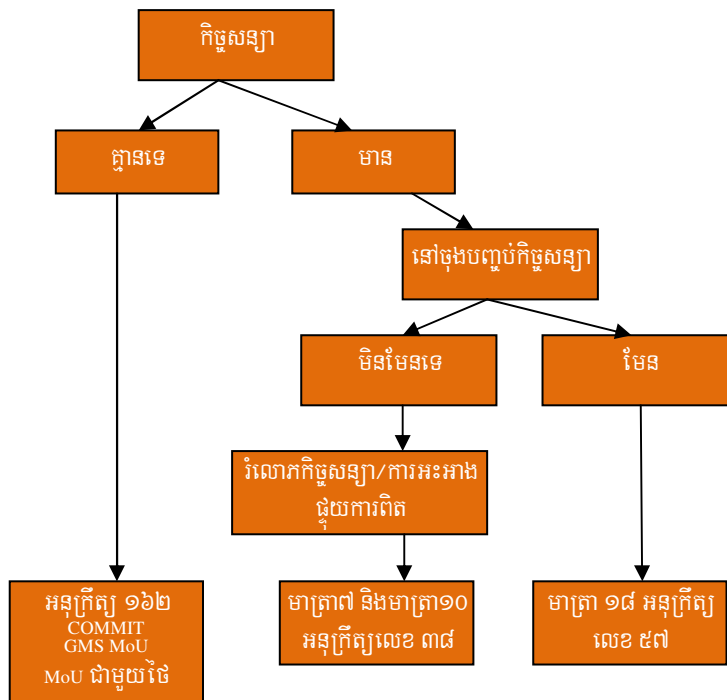 កិច្ចសន្យា
គ្មានទេ
មាន
នៅចុងបញ្ចប់កិច្ចសន្យា
មិនមែនទេ
មែន
រំលោភកិច្ចសន្យា/ការអះអាង
ផ្ទុយការពិត
អនុក្រឹត្យ ១៦២
COMMIT
GMS MoU
MoU ជាមួយថៃ
មាត្រា៧ និងមាត្រា១០
អនុក្រឹត្យលេខ ៣៨
មាត្រា ១៨ អនុក្រឹត្យ
លេខ ៥៧